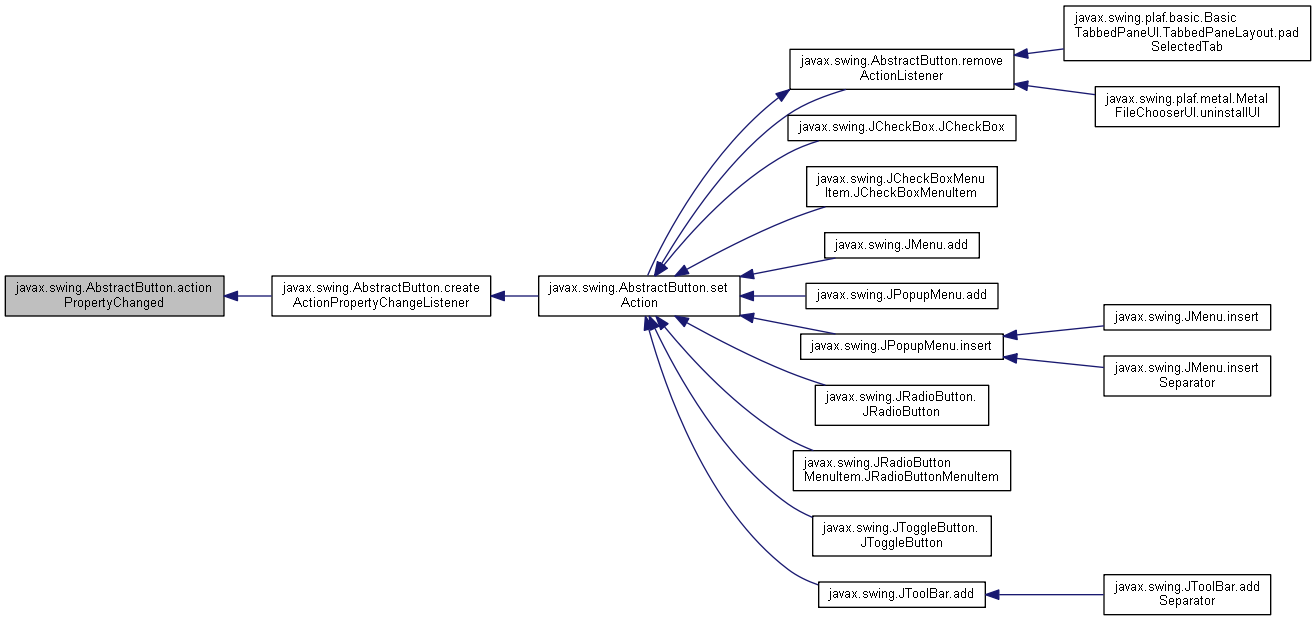 javax.swing.AbstractButton.action
PropertyChanged
javax.swing.AbstractButton.create
ActionPropertyChangeListener
javax.swing.AbstractButton.set
Action
javax.swing.AbstractButton.remove
ActionListener
javax.swing.plaf.basic.Basic
TabbedPaneUI.TabbedPaneLayout.pad
SelectedTab
javax.swing.plaf.metal.Metal
FileChooserUI.uninstallUI
javax.swing.JCheckBox.JCheckBox
javax.swing.JCheckBoxMenu
Item.JCheckBoxMenuItem
javax.swing.JMenu.add
javax.swing.JPopupMenu.add
javax.swing.JPopupMenu.insert
javax.swing.JMenu.insert
javax.swing.JMenu.insert
Separator
javax.swing.JRadioButton.
JRadioButton
javax.swing.JRadioButton
MenuItem.JRadioButtonMenuItem
javax.swing.JToggleButton.
JToggleButton
javax.swing.JToolBar.add
javax.swing.JToolBar.add
Separator